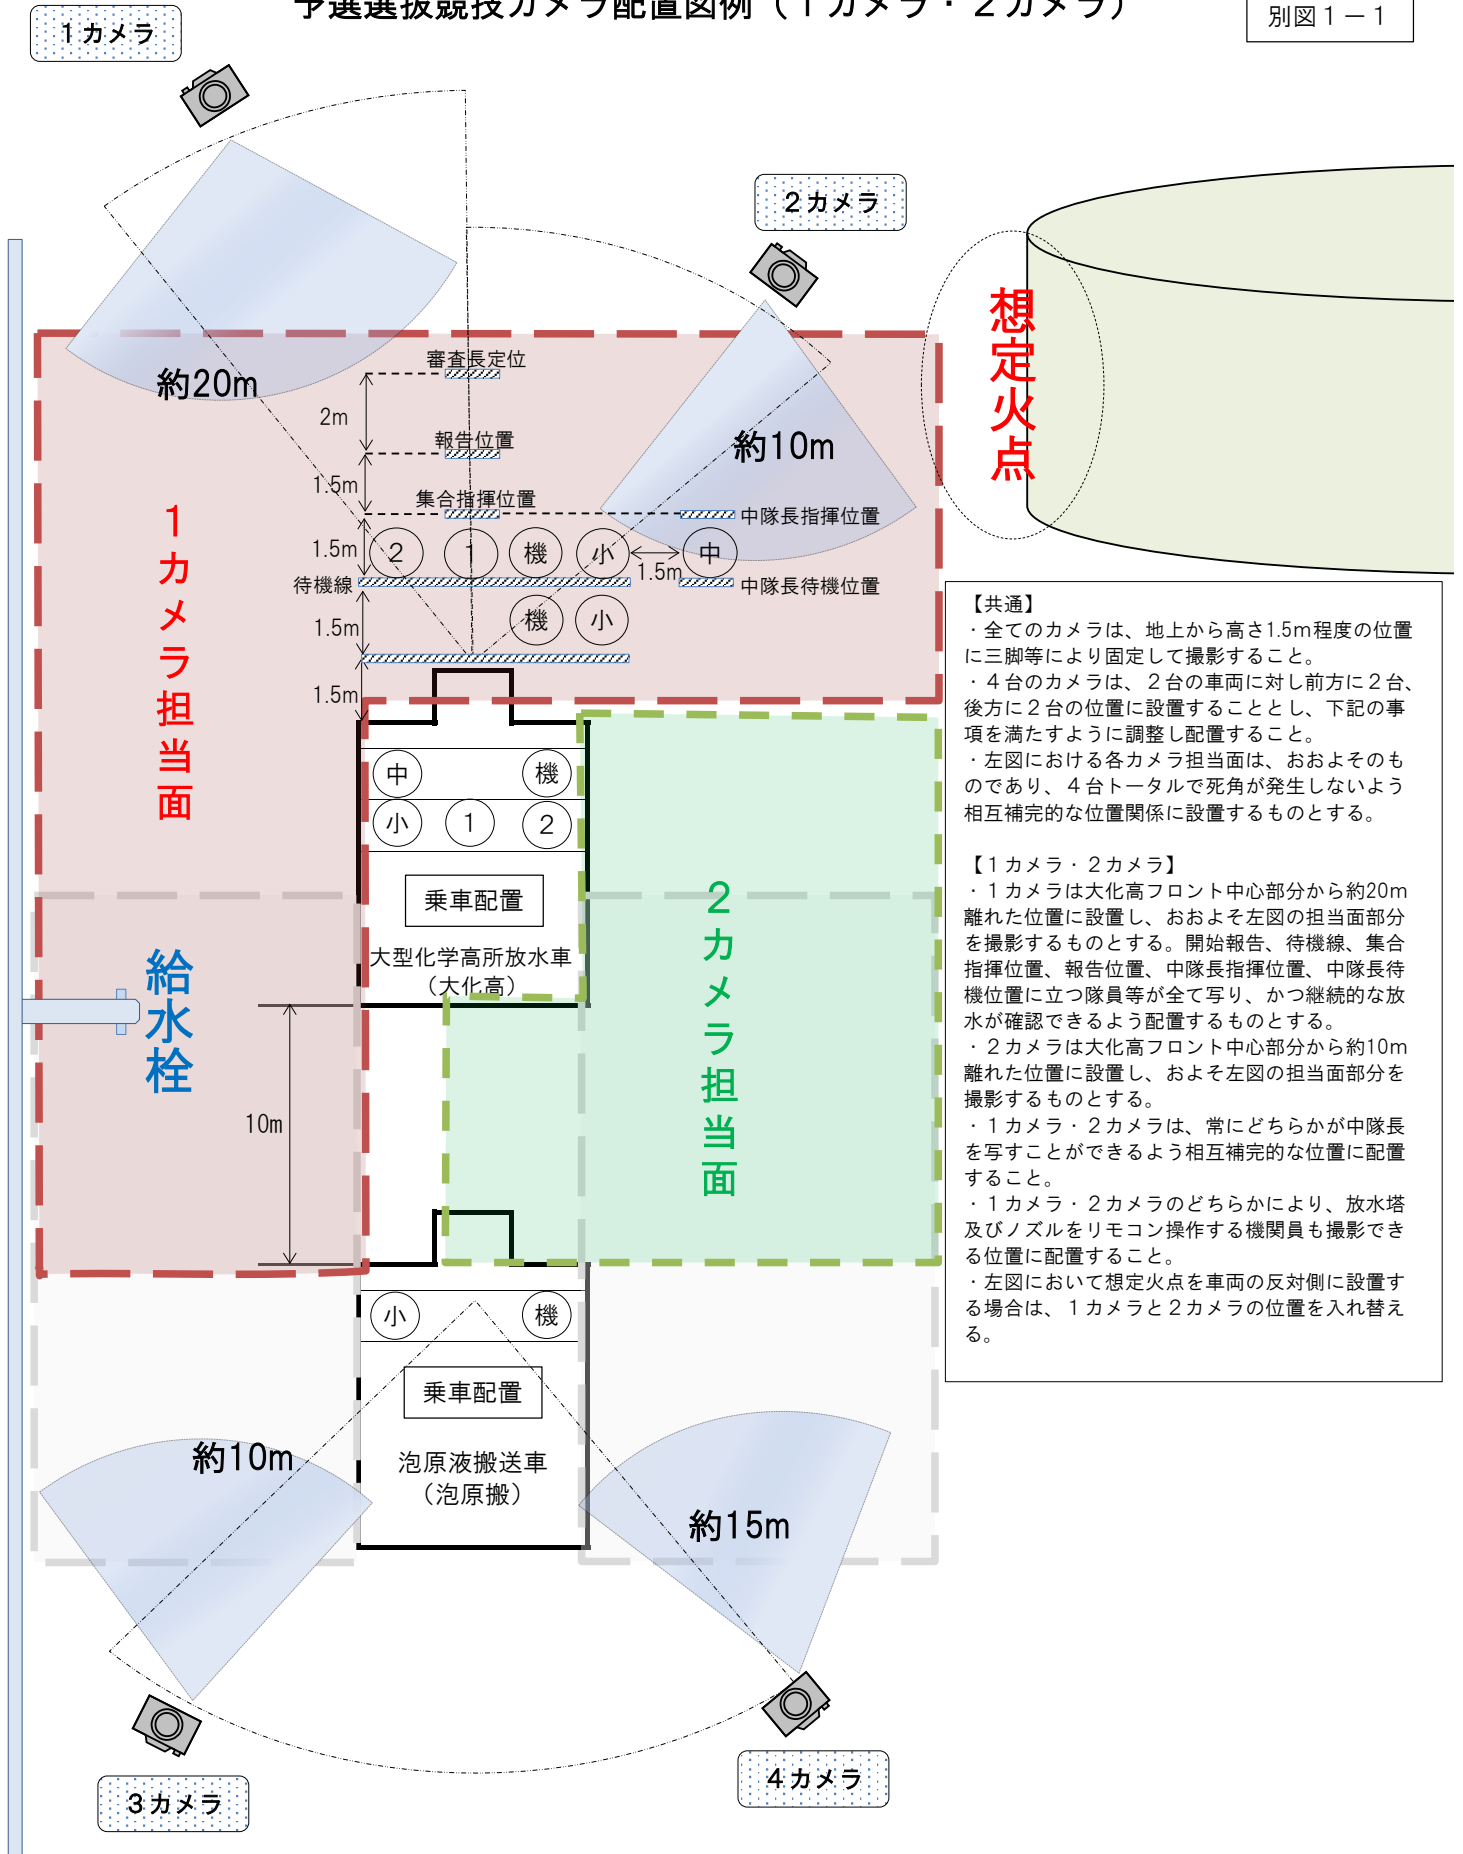 予選選抜競技カメラ配置図例（１カメラ・２カメラ）
別図１－１
１カメラ
２カメラ
想定火点
約20m
審査長定位
2m
報告位置
約10m
1.5m
集合指揮位置
中隊長指揮位置
1.5m
２
１
機
小
中
1.5m
待機線
中隊長待機位置
機
小
1.5m
1.5m
１カメラ担当面
中
機
小
１
２
乗車配置
大型化学高所放水車
（大化高）
２カメラ担当面
給水栓
10m
小
機
乗車配置
泡原液搬送車
（泡原搬）
約10m
約15m
３カメラ
４カメラ
【共通】
・全てのカメラは、地上から高さ1.5m程度の位置
に三脚等により固定して撮影すること。
・４台のカメラは、２台の車両に対し前方に２台、
後方に２台の位置に設置することとし、下記の事
項を満たすように調整し配置すること。
・左図における各カメラ担当面は、おおよそのも
のであり、４台トータルで死角が発生しないよう
相互補完的な位置関係に設置するものとする。
【１カメラ・２カメラ】
・１カメラは大化高フロント中心部分から約20m
離れた位置に設置し、おおよそ左図の担当面部分
を撮影するものとする。開始報告、待機線、集合
指揮位置、報告位置、中隊長指揮位置、中隊長待
機位置に立つ隊員等が全て写り、かつ継続的な放
水が確認できるよう配置するものとする。
・２カメラは大化高フロント中心部分から約10m
離れた位置に設置し、およそ左図の担当面部分を
撮影するものとする。
・１カメラ・２カメラは、常にどちらかが中隊長
を写すことができるよう相互補完的な位置に配置
すること。
・１カメラ・２カメラのどちらかにより、放水塔
及びノズルをリモコン操作する機関員も撮影でき
る位置に配置すること。
・左図において想定火点を車両の反対側に設置す
る場合は、１カメラと２カメラの位置を入れ替え
る。